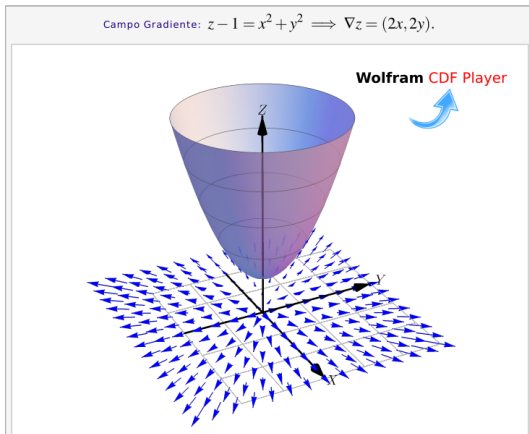 Campo Gradiente: z − 1 = x² + y² ⟹ ∇z = (2x, 2y).
Wolfram CDF Player
Z
Y
X